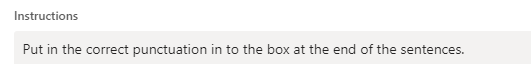 Instructions
Put in the correct punctuation in to the box at the end of the sentences.